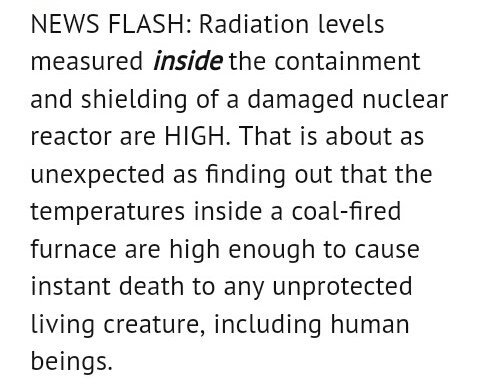 NEWS FLASH: Radiation levels
measured inside the containment
and shielding of a damaged nuclear
reactor are HIGH. That is about as
unexpected as finding out that the
temperatures inside a coal-fired
furnace are high enough to cause
instant death to any unprotected
living creature, including human
beings.